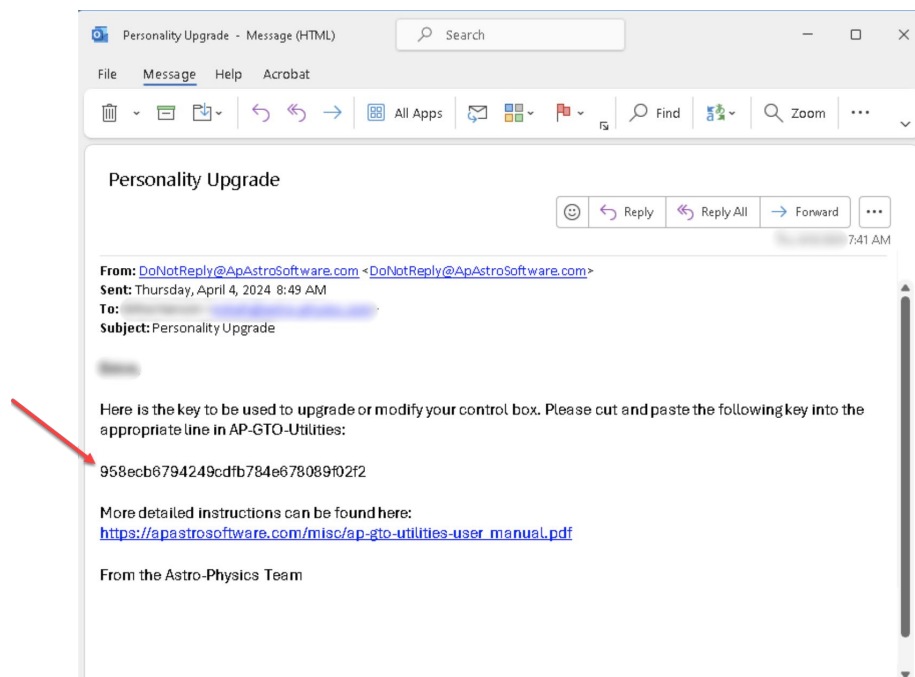 Personality Upgrade - Message (HTML)
Search
File Message Help Acrobat
All Apps
Find
Zoom
Personality Upgrade
Reply Reply All Forward
7:41 AM
From: DoNotReply@ApAstroSoftware.com <DoNotReply@ApAstroSoftware.com>
Sent: Thursday, April 4, 2024 8:49 AM
To:
Subject: Personality Upgrade
Here is the key to be used to upgrade or modify your control box. Please cut and paste the following key into the
appropriate line in AP-GTO-Utilities:
958ecb6794249cdfb784e678089f02f2
More detailed instructions can be found here:
https://apastrosoftware.com/misc/ap-gto-utilities-user_manual.pdf
From the Astro-Physics Team